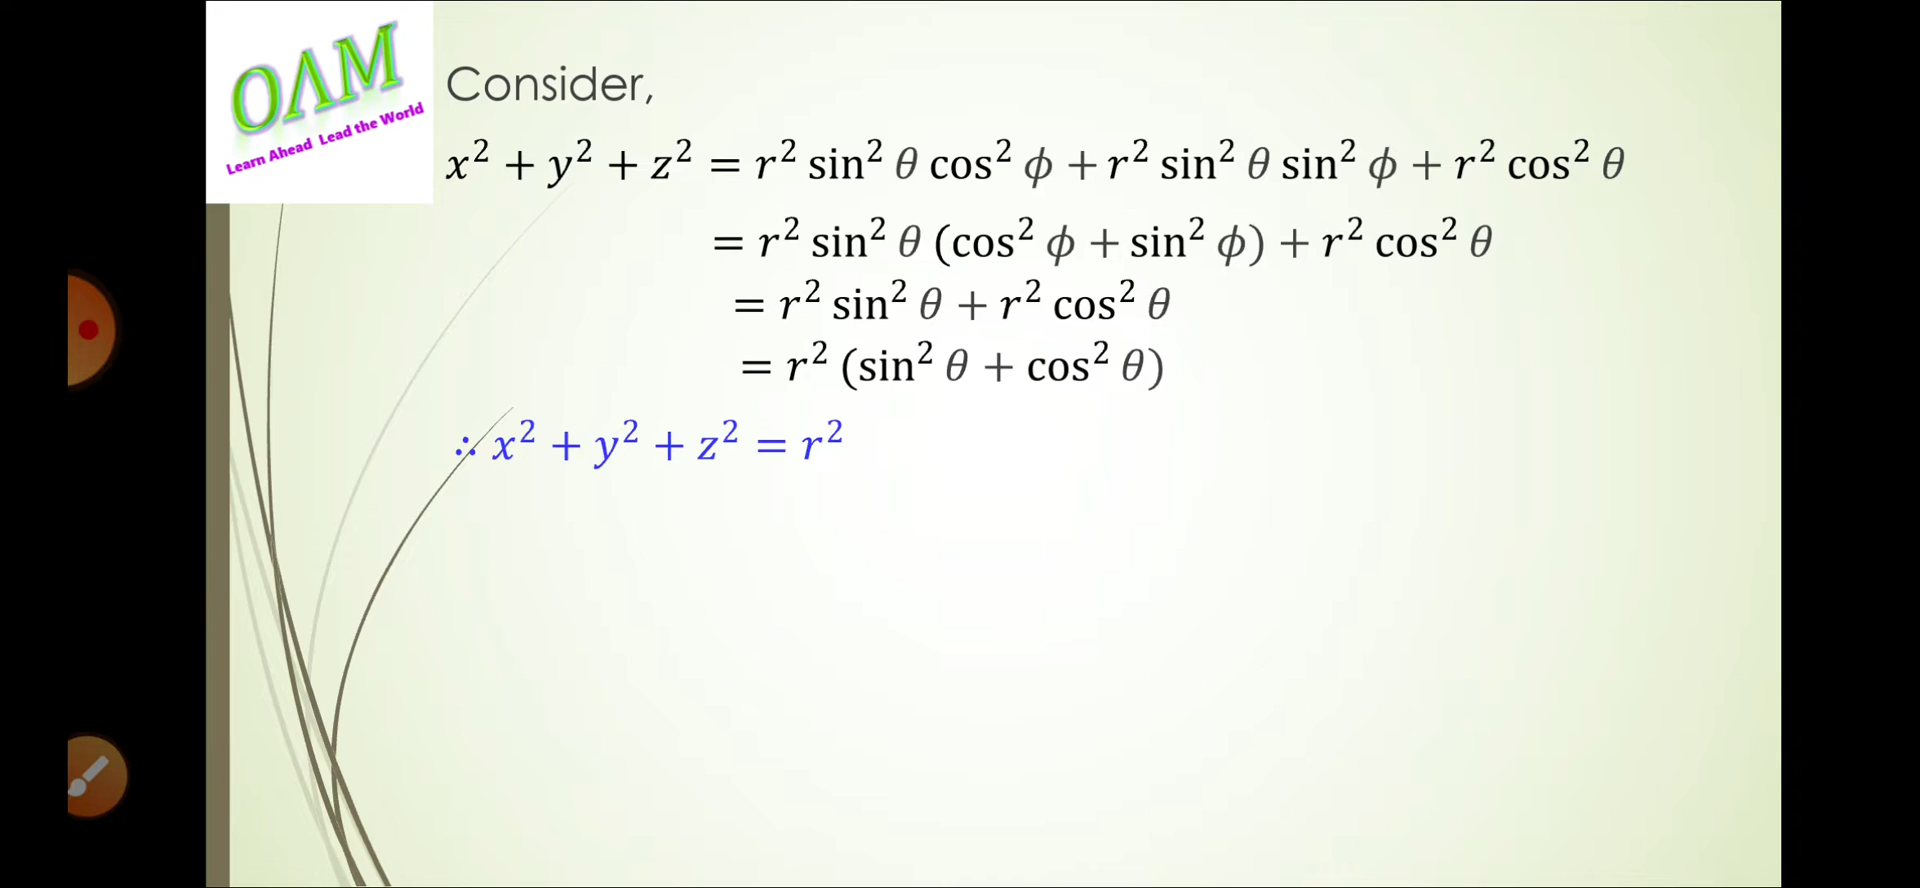 OΛM
Learn Ahead Lead the World
Consider,
x² + y² + z² = r² sin² θ cos² ϕ + r² sin² θ sin² ϕ + r² cos² θ
= r² sin² θ (cos² ϕ + sin² ϕ) + r² cos² θ
= r² sin² θ + r² cos² θ
= r² (sin² θ + cos² θ)
∴ x² + y² + z² = r²